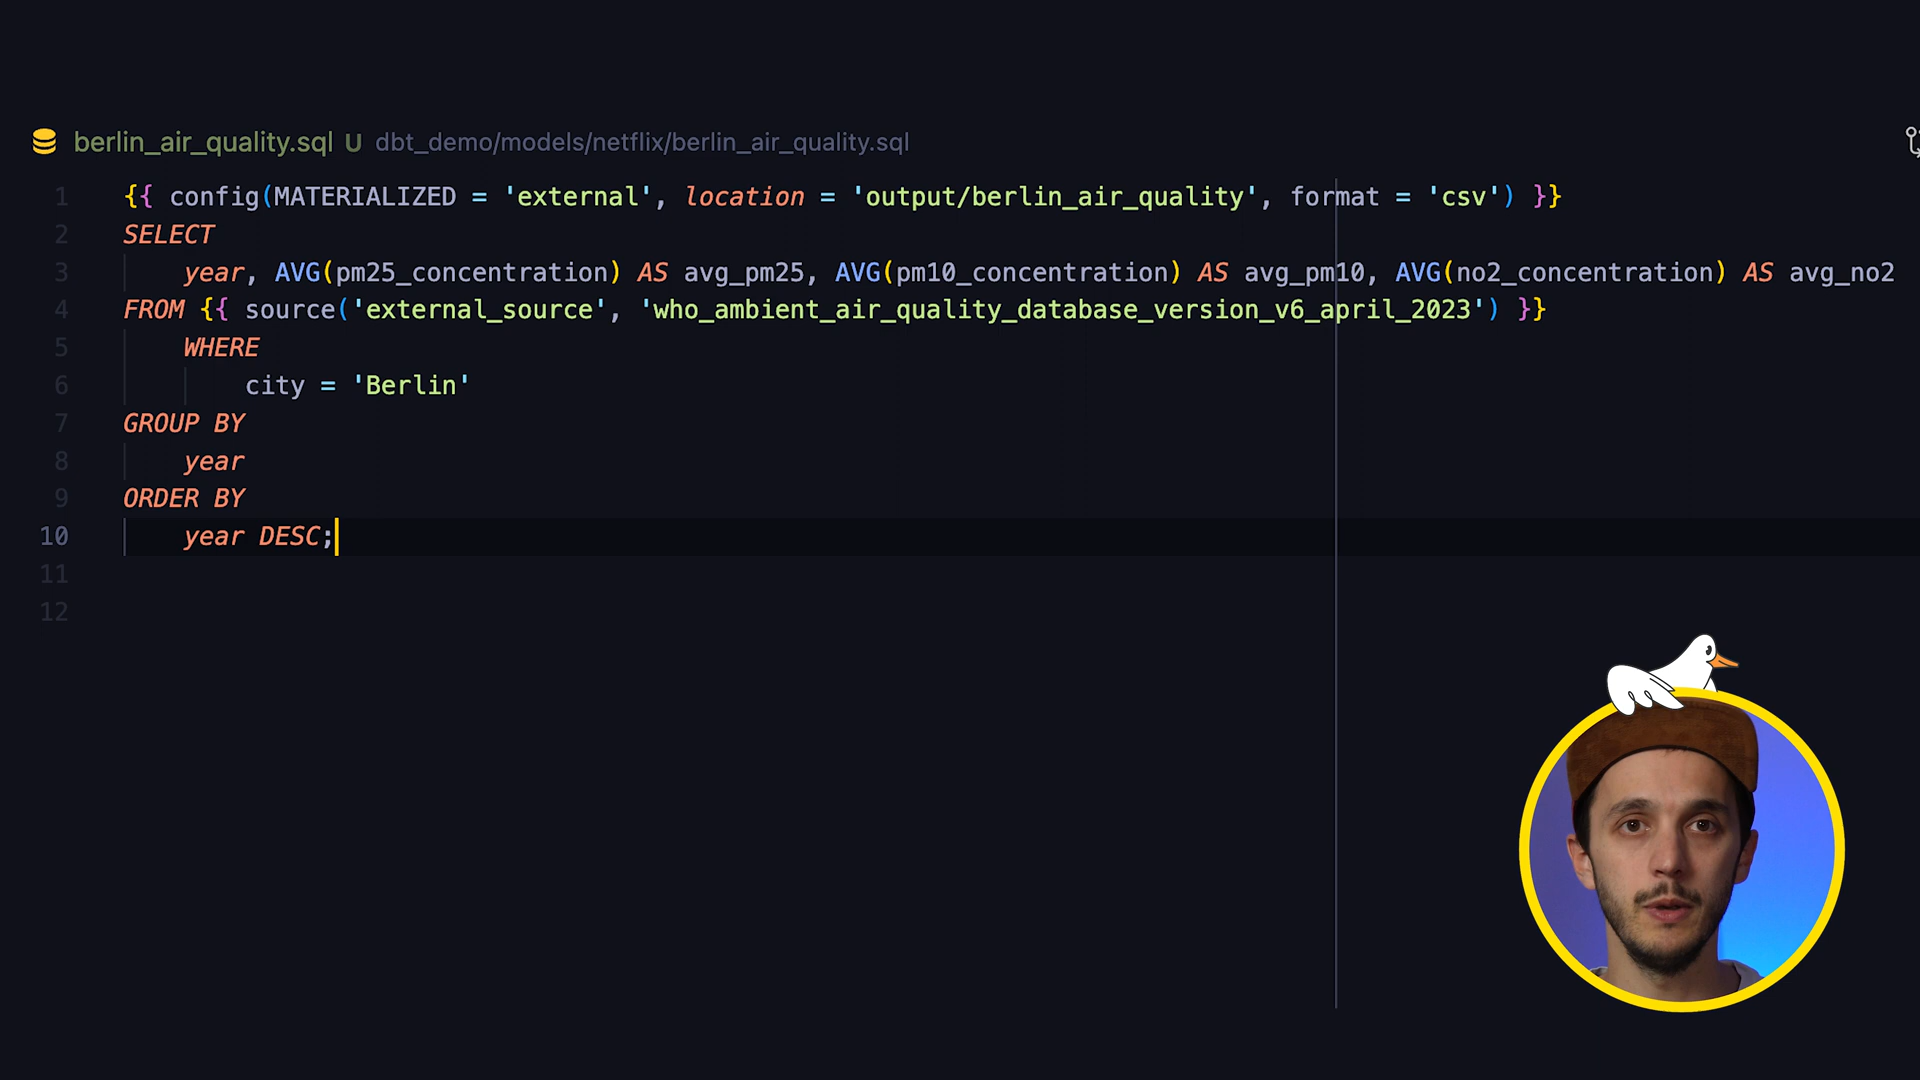 berlin_air_quality.sql U dbt_demo/models/netflix/berlin_air_quality.sql
1 {{ config(MATERIALIZED = 'external', location = 'output/berlin_air_quality', format = 'csv') }}
2 SELECT
3 year, AVG(pm25_concentration) AS avg_pm25, AVG(pm10_concentration) AS avg_pm10, AVG(no2_concentration) AS avg_no2
4 FROM {{ source('external_source', 'who_ambient_air_quality_database_version_v6_april_2023') }}
5 WHERE
6 city = 'Berlin'
7 GROUP BY
8 year
9 ORDER BY
10 year DESC;
11
12